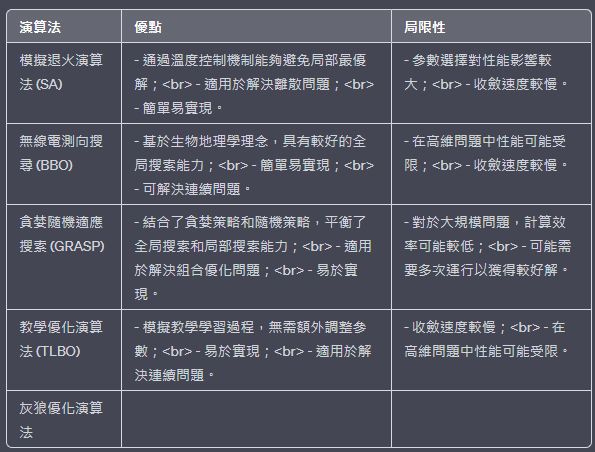 演算法 優點 局限性
模擬退火演算
法 (SA)
- 通過溫度控制機制能夠避免局部最優
解；<br> - 適用於解決離散問題；<br>
- 簡單易實現。
- 參數選擇對性能影響較
大；<br> - 收斂速度較慢。
無線電測向搜
尋 (BBO)
- 基於生物地理學理念，具有較好的全
局搜索能力；<br> - 簡單易實現；<br>
- 可解決連續問題。
- 在高維問題中性能可能受
限；<br> - 收斂速度較慢。
貪婪隨機適應
搜索 (GRASP)
- 結合了貪婪策略和隨機策略，平衡了
全局搜索和局部搜索能力；<br> - 適用
於解決組合優化問題；<br> - 易於實
現。
- 對於大規模問題，計算效
率可能較低；<br> - 可能需
要多次運行以獲得較好解。
教學優化演算
法 (TLBO)
- 模擬教學學習過程，無需額外調整參
數；<br> - 易於實現；<br> - 適用於解
決連續問題。
- 收斂速度較慢；<br> - 在
高維問題中性能可能受限。
灰狼優化演算
法